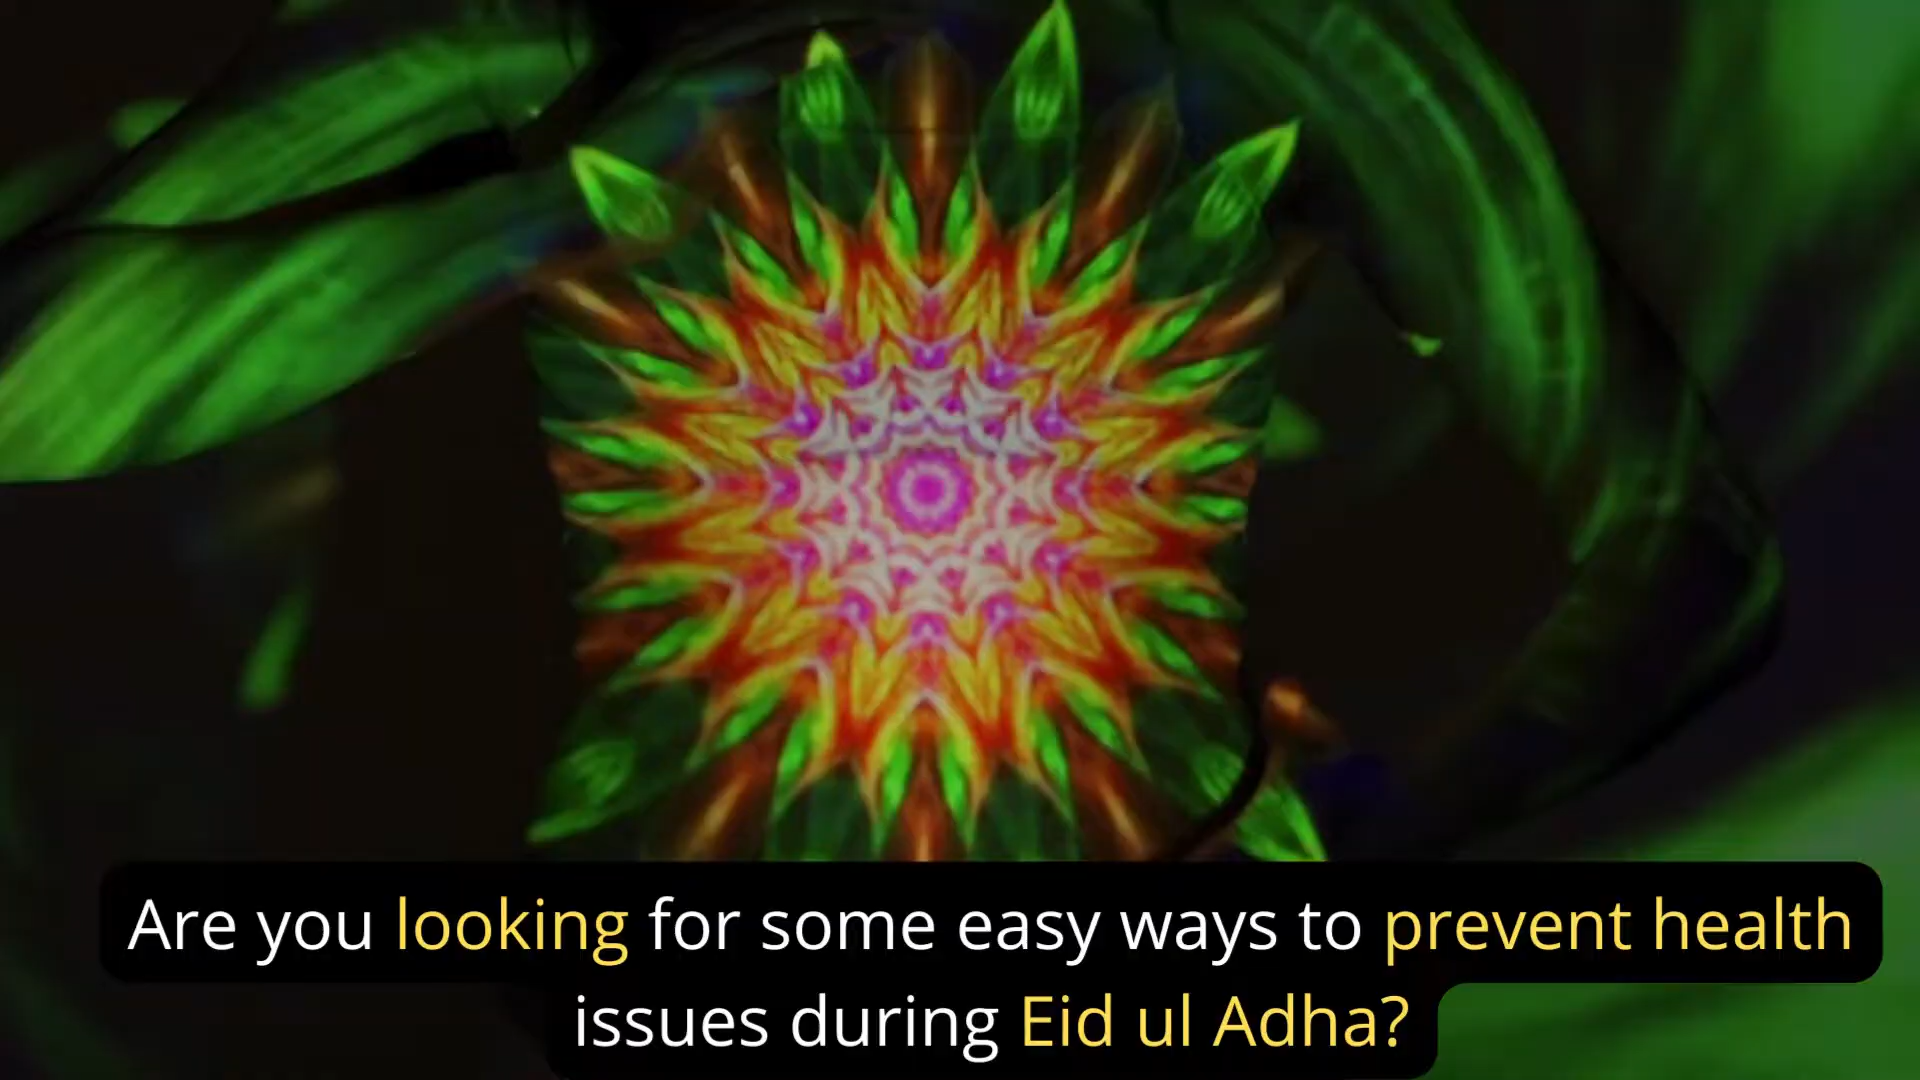 Are you looking for some easy ways to prevent health
issues during Eid ul Adha?